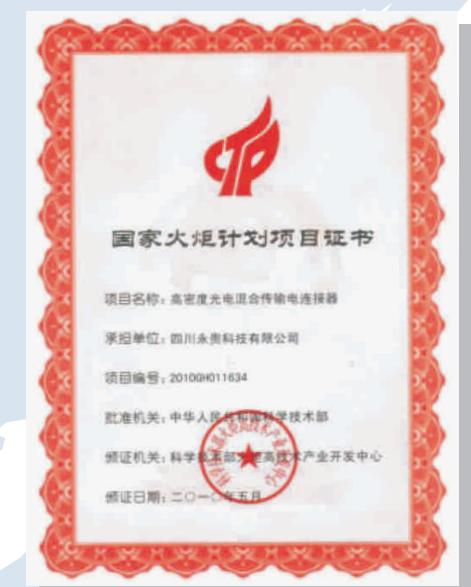 国家火炬计划项目证书
项目名称：高密度光电混合传输电连接器
承担单位：四川永贵科技有限公司
项目编号：2010GH011634
批准机关：中华人民共和国科学技术部
颁证机关：科学技术部火炬高技术产业开发中心
颁证日期：二〇一〇年五月